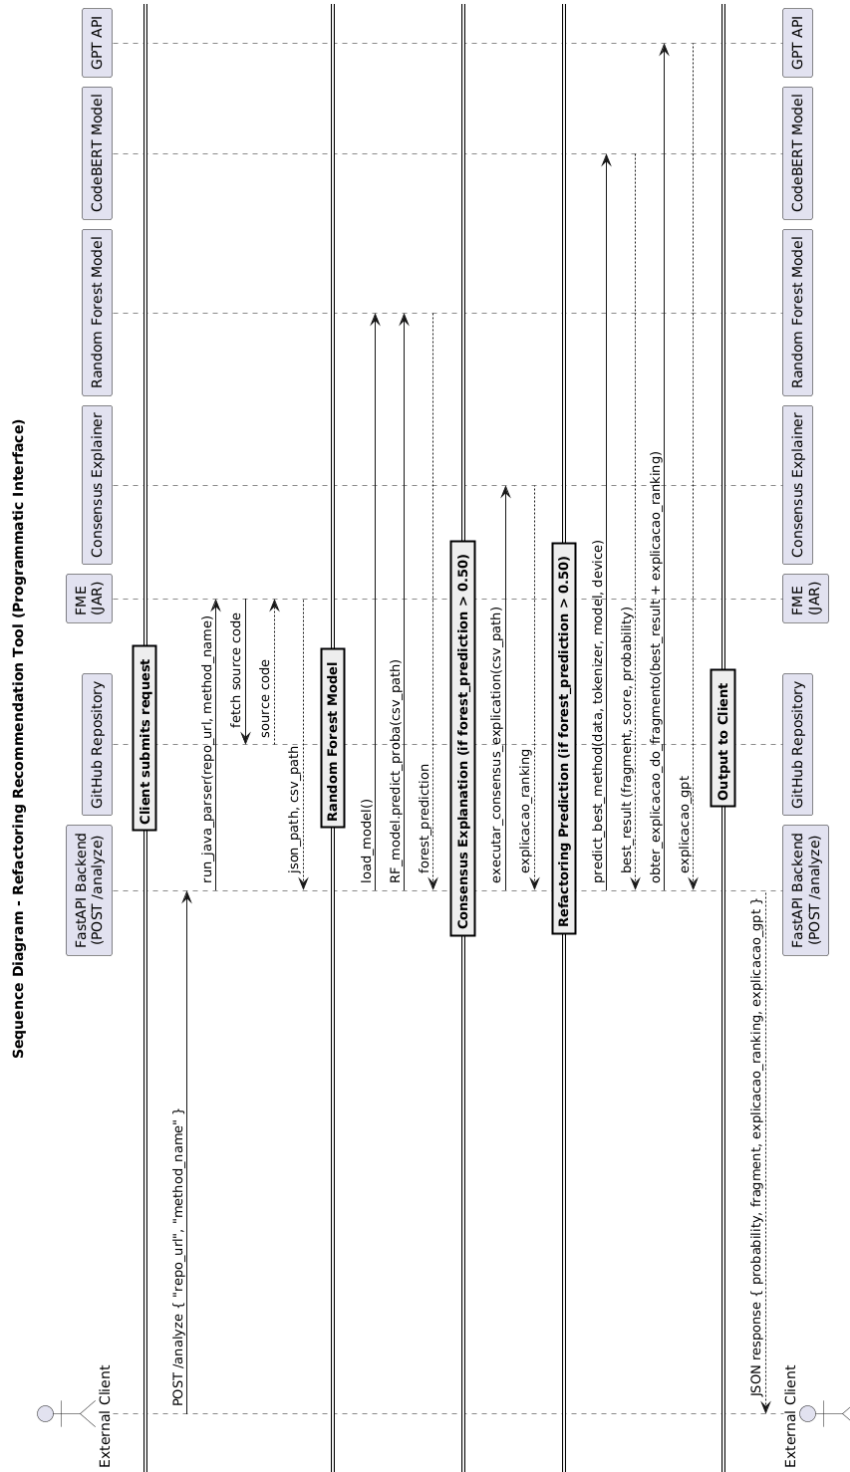 Sequence Diagram - Refactoring Recommendation Tool (Programmatic Interface)
External Client
FastAPI Backend
(POST /analyze)
GitHub Repository
FME
(JAR)
Consensus Explainer
Random Forest Model
CodeBERT Model
GPT API
Client submits request
POST /analyze { "repo_url", "method_name" }
run_java_parser(repo_url, method_name)
fetch source code
source code
json_path, csv_path
Random Forest Model
load_model()
RF_model.predict_proba(csv_path)
forest_prediction
Consensus Explanation (if forest_prediction > 0.50)
executar_consensus_explication(csv_path)
explicacao_ranking
Refactoring Prediction (if forest_prediction > 0.50)
predict_best_method(data, tokenizer, model, device)
best_result (fragment, score, probability)
obter_explicacao_do_fragmento(best_result + explicacao_ranking)
explicacao_gpt
Output to Client
JSON response { probability, fragment, explicacao_ranking, explicacao_gpt }
External Client
FastAPI Backend
(POST /analyze)
GitHub Repository
FME
(JAR)
Consensus Explainer
Random Forest Model
CodeBERT Model
GPT API